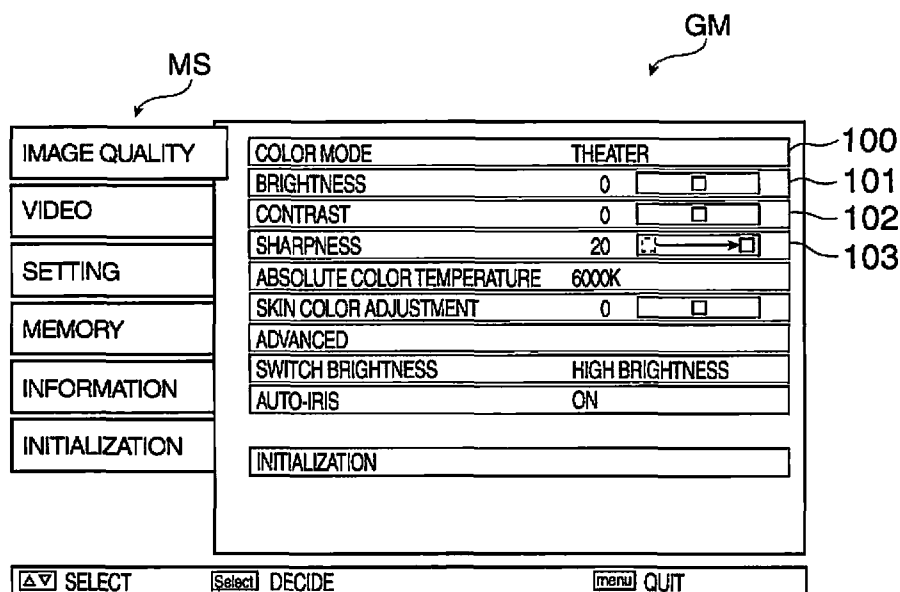 GM
MS
IMAGE QUALITY
VIDEO
SETTING
MEMORY
INFORMATION
INITIALIZATION
COLOR MODE THEATER 100
BRIGHTNESS 0 101
CONTRAST 0 102
SHARPNESS 20 103
ABSOLUTE COLOR TEMPERATURE 6000K
SKIN COLOR ADJUSTMENT 0
ADVANCED
SWITCH BRIGHTNESS HIGH BRIGHTNESS
AUTO-IRIS ON
INITIALIZATION
△▽ SELECT Select DECIDE menu QUIT